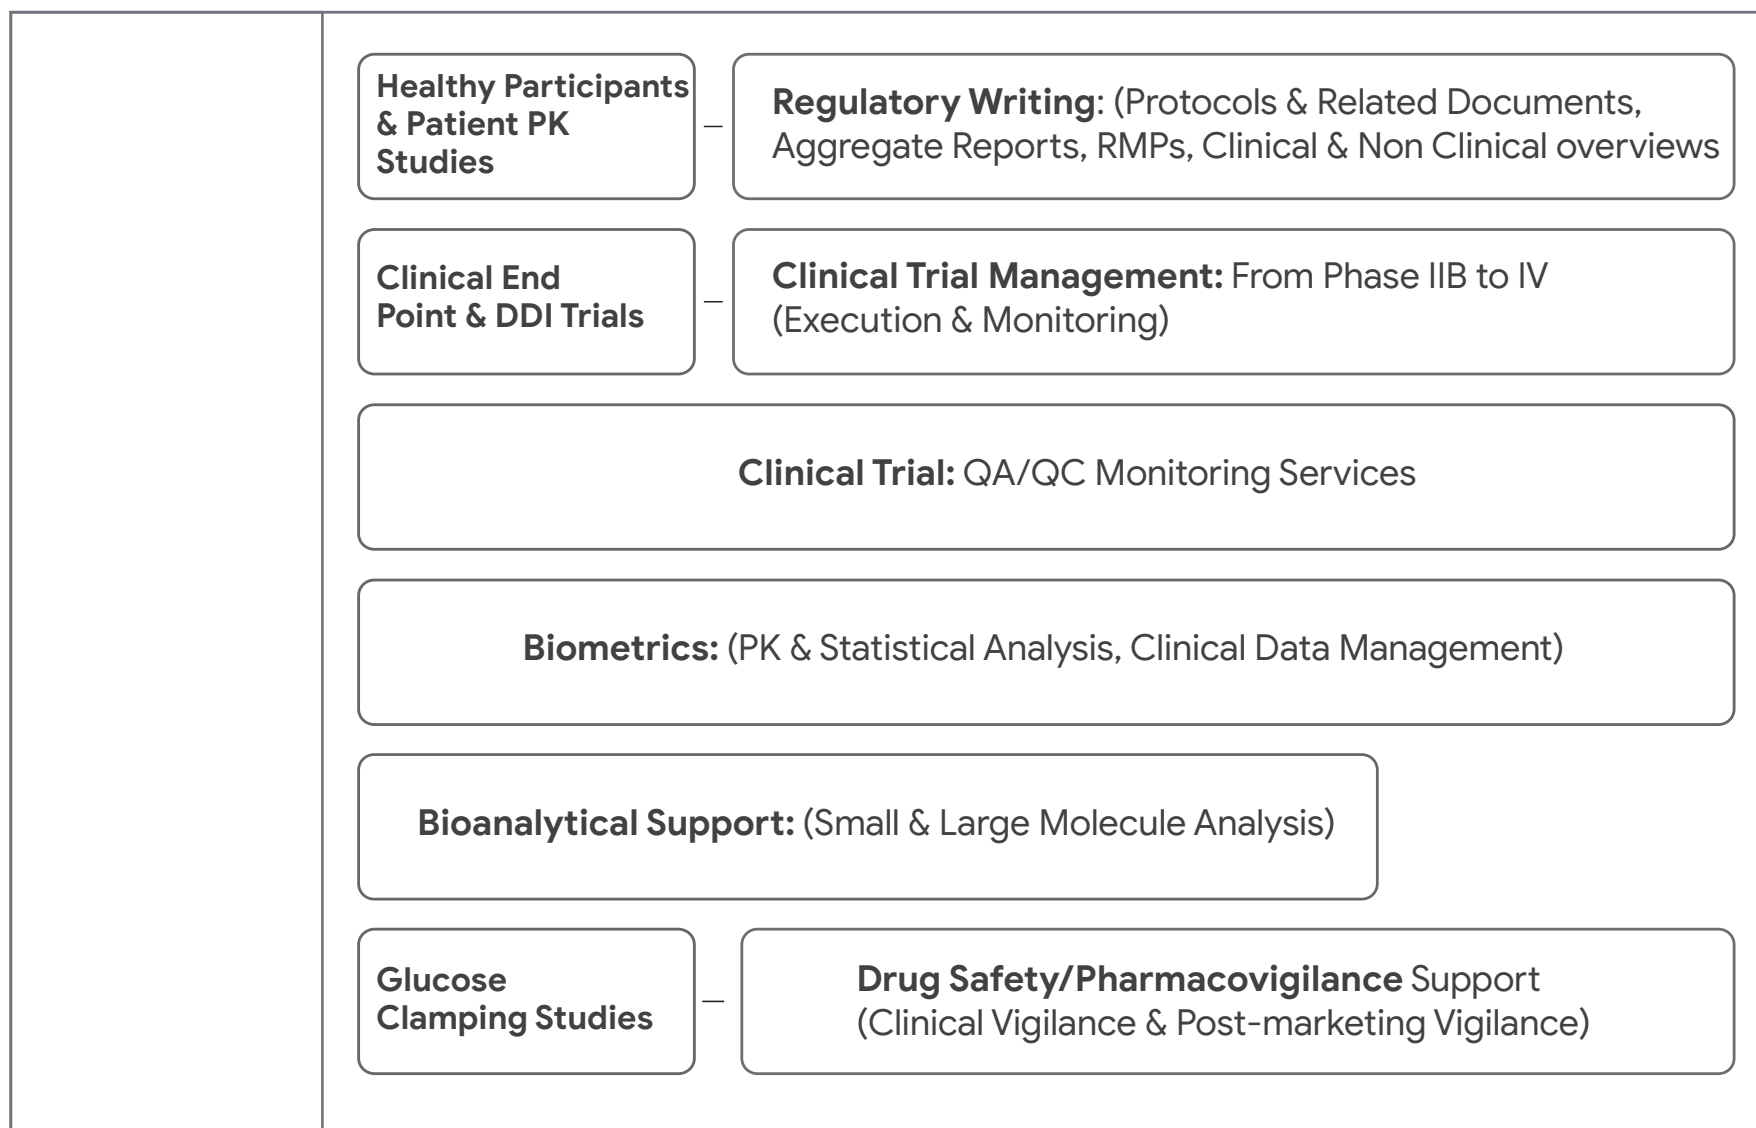 Healthy Participants
& Patient PK
Studies
–
Regulatory Writing: (Protocols & Related Documents,
Aggregate Reports, RMPs, Clinical & Non Clinical overviews
Clinical End
Point & DDI Trials
–
Clinical Trial Management: From Phase IIB to IV
(Execution & Monitoring)
Clinical Trial: QA/QC Monitoring Services
Biometrics: (PK & Statistical Analysis, Clinical Data Management)
Bioanalytical Support: (Small & Large Molecule Analysis)
Glucose
Clamping Studies
–
Drug Safety/Pharmacovigilance Support
(Clinical Vigilance & Post-marketing Vigilance)